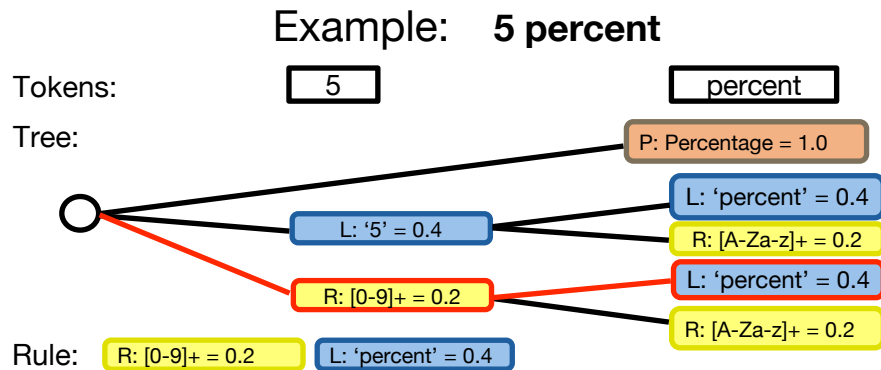 Example: 5 percent
Tokens: 5 percent
Tree:
P: Percentage = 1.0
L: ‘percent’ = 0.4
L: ‘5’ = 0.4
R: [A-Za-z]+ = 0.2
L: ‘percent’ = 0.4
R: [0-9]+ = 0.2
R: [A-Za-z]+ = 0.2
Rule: R: [0-9]+ = 0.2 L: ‘percent’ = 0.4